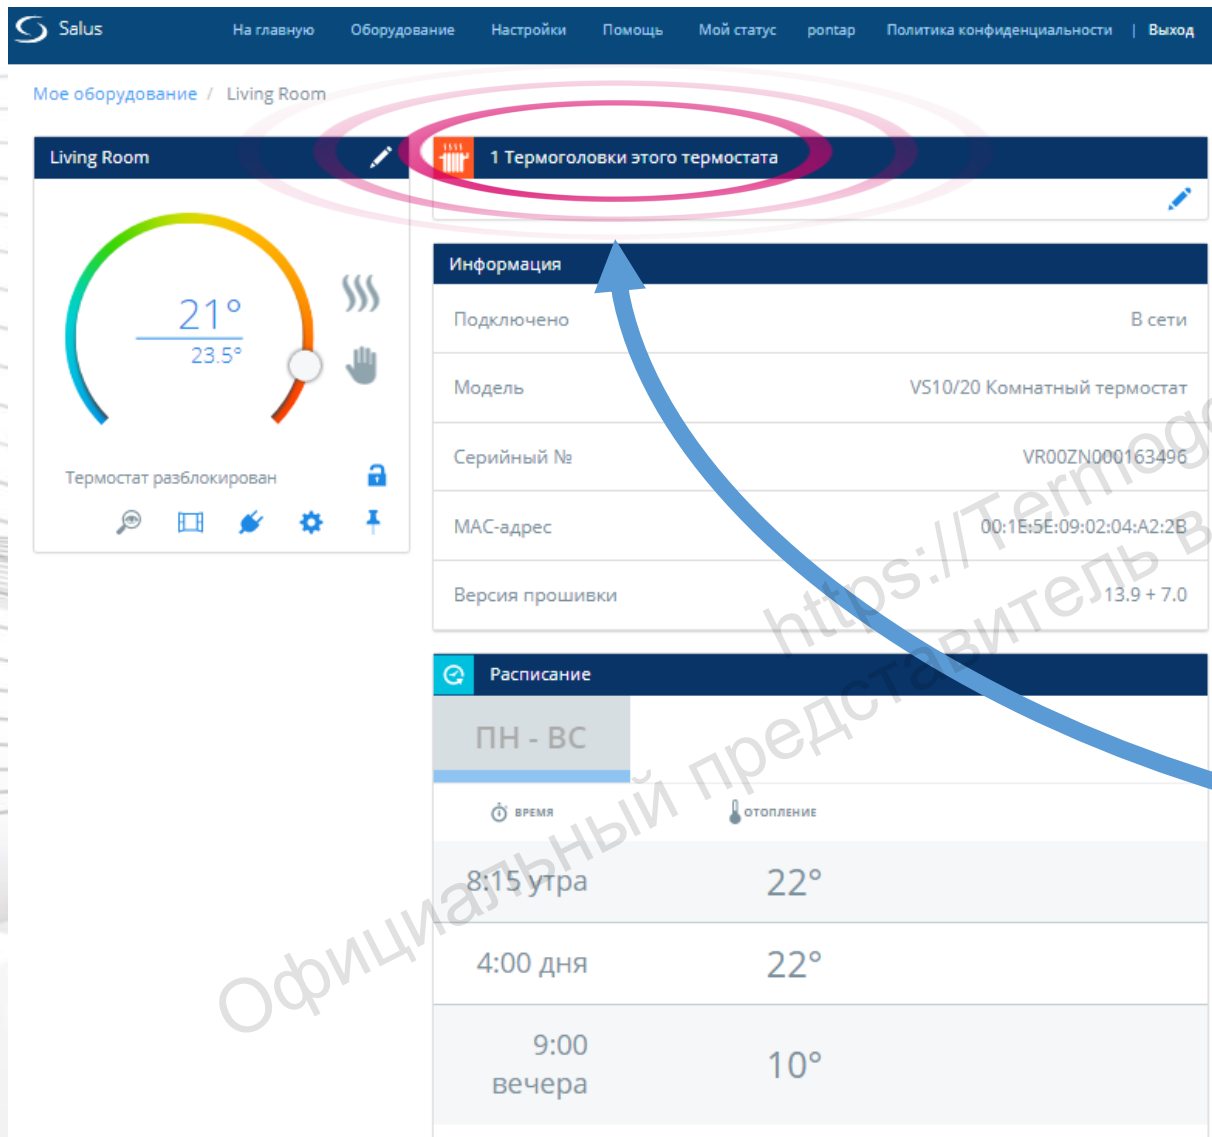 Salus
На главную Оборудование Настройки Помощь Мой статус pontap Политика конфиденциальности | Выход
Мое оборудование / Living Room
Living Room
21°
23.5°
Термостат разблокирован
1 Термоголовки этого термостата
Информация
Подключено В сети
Модель VS10/20 Комнатный термостат
Серийный № VR00ZN000163496
MAC-адрес 00:1E:5E:09:02:04:A2:2B
Версия прошивки 13.9 + 7.0
Расписание
ПН - ВС
ВРЕМЯ ОТОПЛЕНИЕ
8:15 утра 22°
4:00 дня 22°
9:00
вечера 10°
https://Termogo
Официальный представитель в